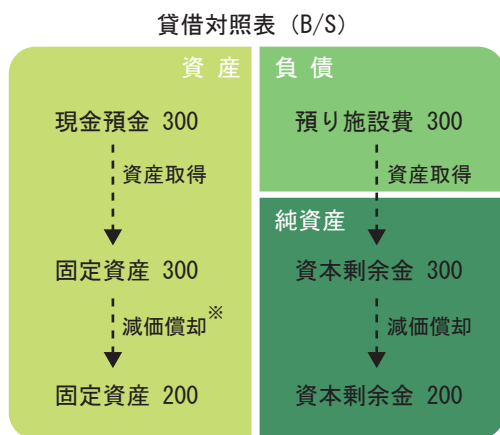 貸借対照表（B/S）
資 産
現金預金 300
資産取得
固定資産 300
減価償却※
固定資産 200
負 債
預り施設費 300
資産取得
純資産
資本剰余金 300
減価償却
資本剰余金 200